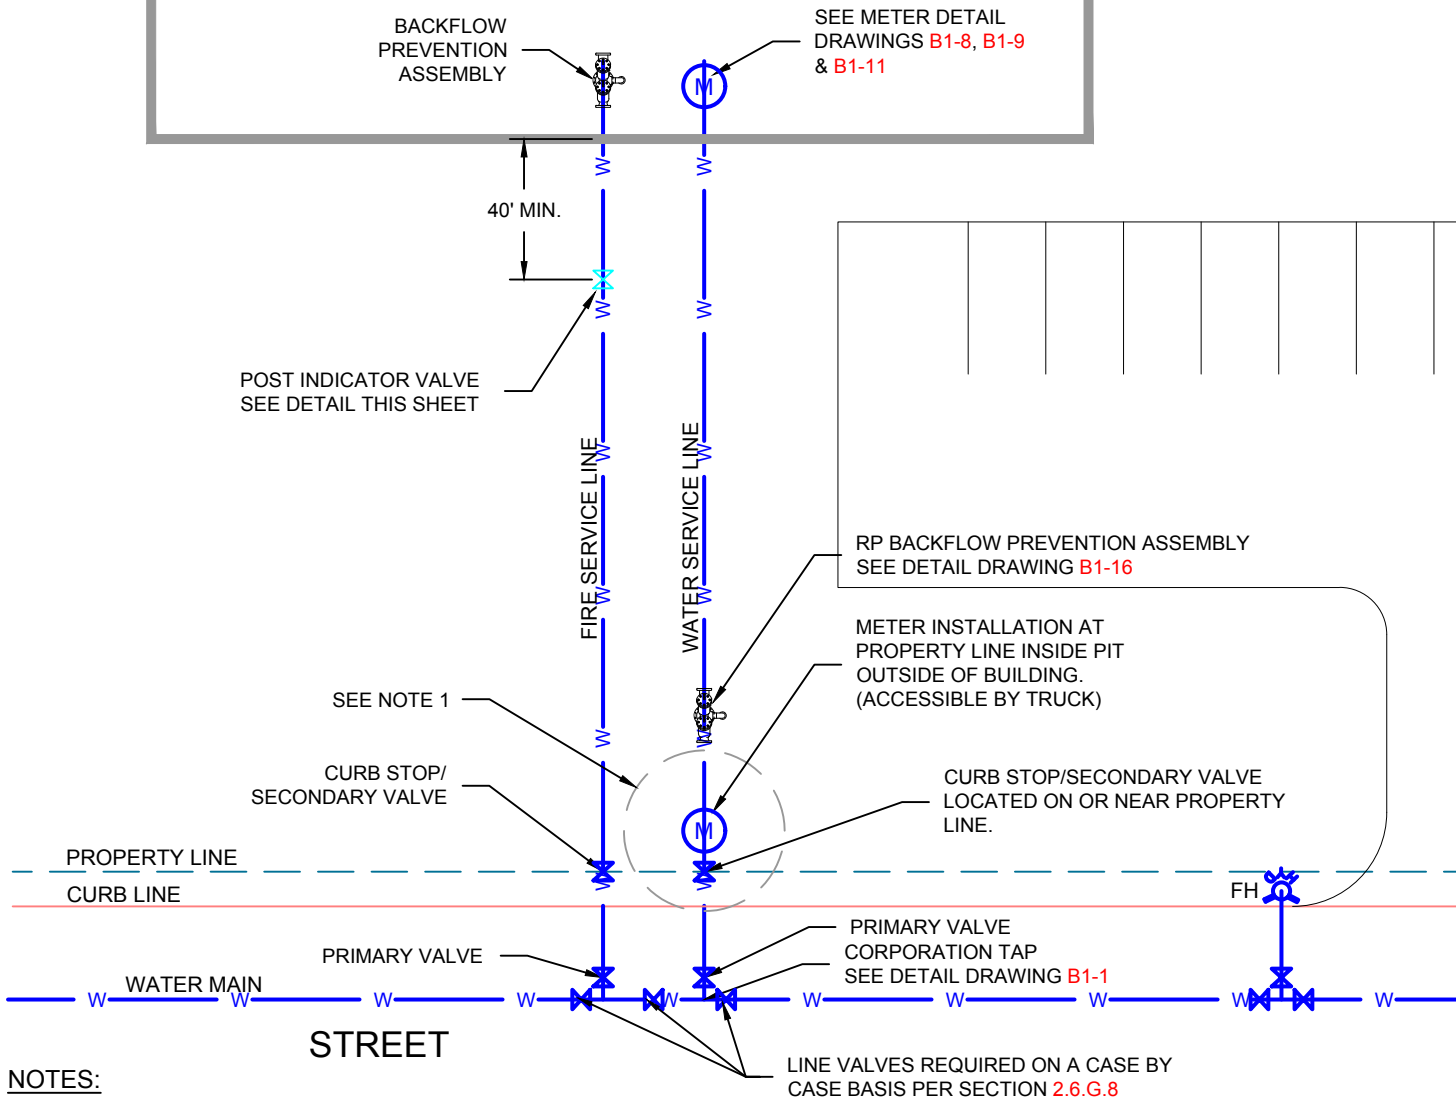 BACKFLOW
PREVENTION
ASSEMBLY
SEE METER DETAIL
DRAWINGS B1-8, B1-9
& B1-11
M
W
W
40' MIN.
W
W
POST INDICATOR VALVE
SEE DETAIL THIS SHEET
FIRE SERVICE LINE
WATER SERVICE LINE
W
W
W
W
RP BACKFLOW PREVENTION ASSEMBLY
SEE DETAIL DRAWING B1-16
METER INSTALLATION AT
PROPERTY LINE INSIDE PIT
OUTSIDE OF BUILDING.
(ACCESSIBLE BY TRUCK)
SEE NOTE 1
W
W
CURB STOP/
SECONDARY VALVE
CURB STOP/SECONDARY VALVE
LOCATED ON OR NEAR PROPERTY
LINE.
M
PROPERTY LINE
W
W
CURB LINE
FH
PRIMARY VALVE
PRIMARY VALVE
CORPORATION TAP
SEE DETAIL DRAWING B1-1
WATER MAIN
W W W W W W W W W W
STREET
LINE VALVES REQUIRED ON A CASE BY
CASE BASIS PER SECTION 2.6.G.8
NOTES: